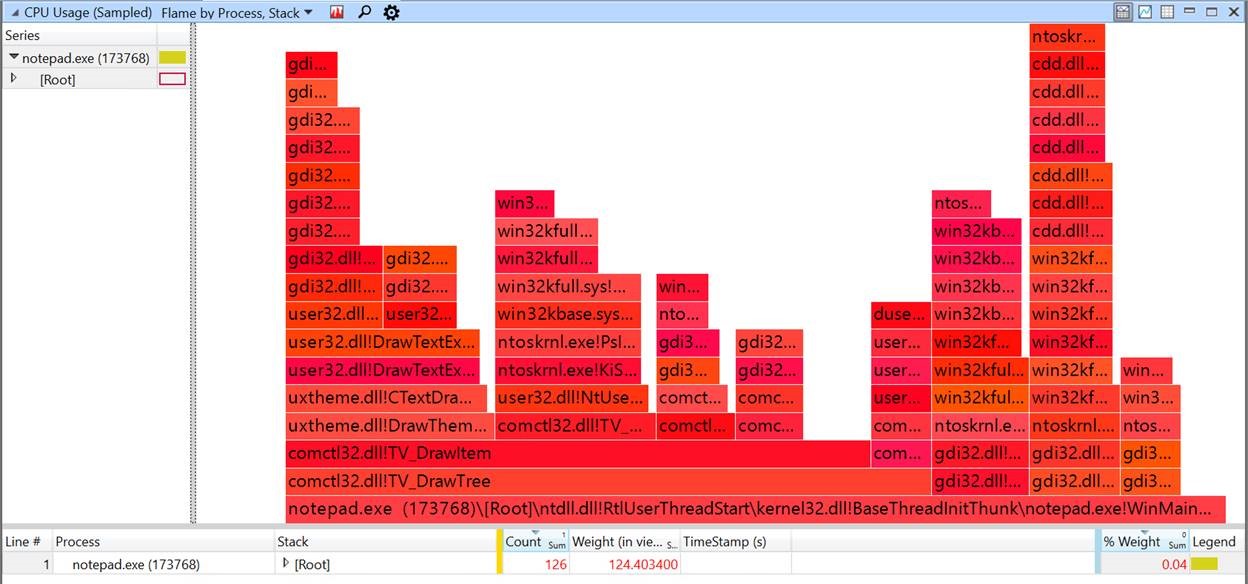 CPU Usage (Sampled) Flame by Process, Stack
Series
notepad.exe (173768)
[Root]
ntoskr...
gdi... cdd.dll...
gdi... cdd.dll...
gdi32.... cdd.dll...
gdi32.... cdd.dll...
gdi32.... cdd.dll!...
gdi32.... win3... ntos... cdd.dll!...
gdi32.... win32kfull... win32kb... cdd.dll!...
gdi32.dll!... gdi32.... win32kfull... win32kb... win32kf...
gdi32.dll!... gdi32.... win32kfull.sys!... win... win32kb... win32kf...
user32.dll... user32... win32kbase.sys... nto... duse... win32kb... win32kf...
user32.dll!DrawTextEx... ntoskrnl.exe!PsI... gdi3... gdi32... user... win32kf... win32kf...
user32.dll!DrawTextEx... ntoskrnl.exe!KiS... gdi3... gdi32... user... win32kful... win32kf... win...
uxtheme.dll!CTextDra... user32.dll!NtUse... comct... comc... user... win32kful... win32kf... win3...
uxtheme.dll!DrawThem... comctl32.dll!TV_... comctl... comc... com... ntoskrnl.e... ntoskrnl.... ntos...
comctl32.dll!TV_DrawItem com... gdi32.dll!... gdi32.dll!... gdi3...
comctl32.dll!TV_DrawTree gdi32.dll!... gdi32.dll!... gdi3...
notepad.exe (173768)\[Root]\ntdll.dll!RtlUserThreadStart\kernel32.dll!BaseThreadInitThunk\notepad.exe!WinMain...
Line # Process Stack Count 1 Sum Weight (in vie... S... TimeStamp (s) % Weight 0 Sum Legend
1 notepad.exe (173768) [Root] 126 124.403400 0.04